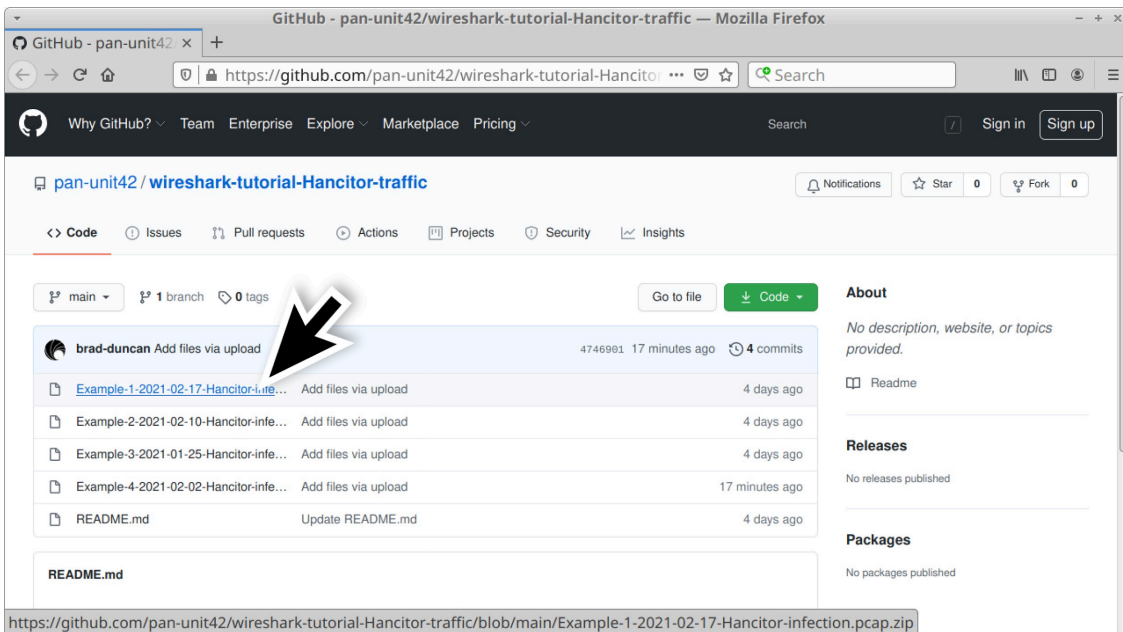 GitHub - pan-unit42/wireshark-tutorial-Hancitor-traffic — Mozilla Firefox
GitHub - pan-unit42/
https://github.com/pan-unit42/wireshark-tutorial-Hancitor
Search
Why GitHub? Team Enterprise Explore Marketplace Pricing Search / Sign in Sign up
pan-unit42 / wireshark-tutorial-Hancitor-traffic
Notifications Star 0 Fork 0
<> Code Issues Pull requests Actions Projects Security Insights
main 1 branch 0 tags Go to file Code
brad-duncan Add files via upload 4746901 17 minutes ago 4 commits
Example-1-2021-02-17-Hancitor-infe... Add files via upload 4 days ago
Example-2-2021-02-10-Hancitor-infe... Add files via upload 4 days ago
Example-3-2021-01-25-Hancitor-infe... Add files via upload 4 days ago
Example-4-2021-02-02-Hancitor-infe... Add files via upload 17 minutes ago
README.md Update README.md 4 days ago
README.md
About
No description, website, or topics
provided.
Readme
Releases
No releases published
Packages
No packages published
https://github.com/pan-unit42/wireshark-tutorial-Hancitor-traffic/blob/main/Example-1-2021-02-17-Hancitor-infection.pcap.zip